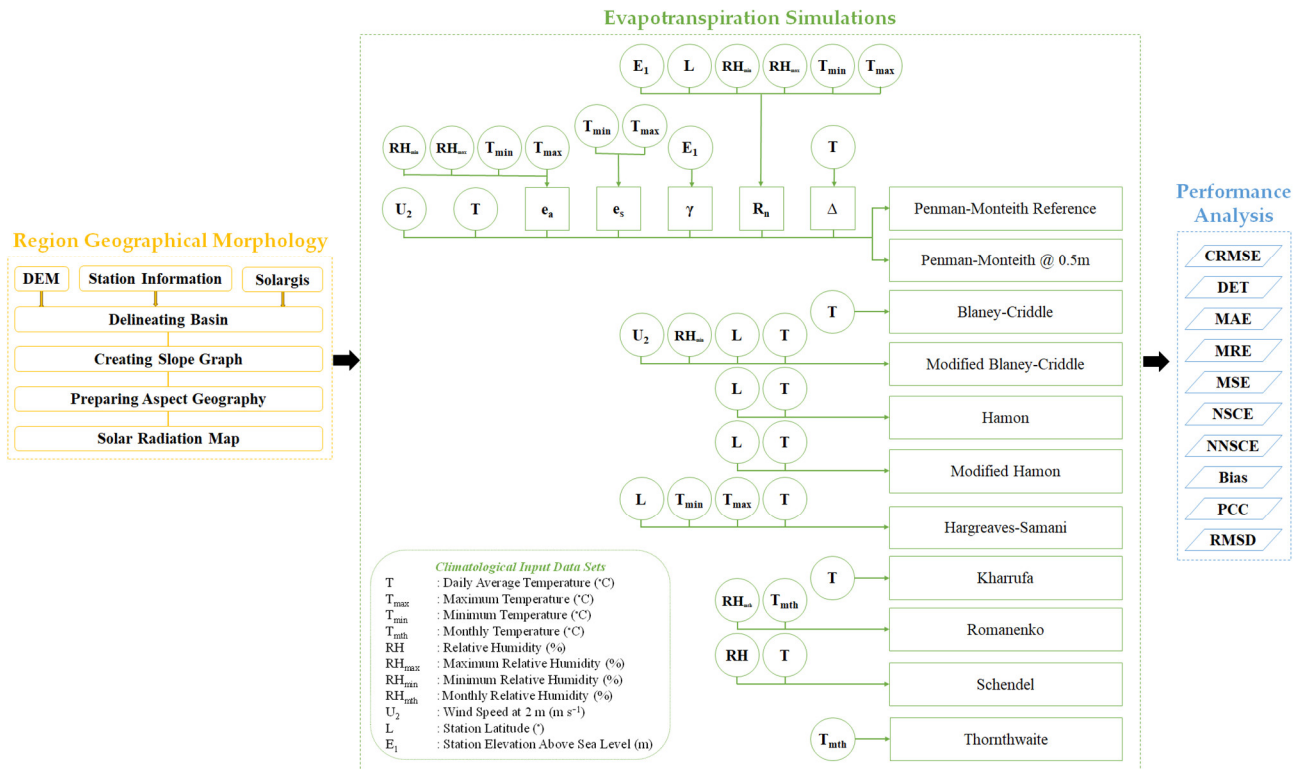 Evapotranspiration Simulations
E1 L RHmin RHmax Tmin Tmax
Tmin Tmax
RHmin RHmax Tmin Tmax E1 T
U2 T ea es γ Rn Δ
Penman-Monteith Reference
Penman-Monteith @ 0.5m
T Blaney-Criddle
U2 RHmin L T Modified Blaney-Criddle
L T Hamon
L T Modified Hamon
L Tmin Tmax T Hargreaves-Samani
T Kharrufa
RHmth Tmth Romanenko
RH T Schendel
Tmth Thornthwaite
Region Geographical Morphology
DEM Station Information Solargis
Delineating Basin
Creating Slope Graph
Preparing Aspect Geography
Solar Radiation Map
Climatological Input Data Sets
T : Daily Average Temperature (°C)
Tmax : Maximum Temperature (°C)
Tmin : Minimum Temperature (°C)
Tmth : Monthly Temperature (°C)
RH : Relative Humidity (%)
RHmax : Maximum Relative Humidity (%)
RHmin : Minimum Relative Humidity (%)
RHmth : Monthly Relative Humidity (%)
U2 : Wind Speed at 2 m (m s⁻¹)
L : Station Latitude (°)
E1 : Station Elevation Above Sea Level (m)
Performance
Analysis
CRMSE
DET
MAE
MRE
MSE
NSCE
NNSCE
Bias
PCC
RMSD